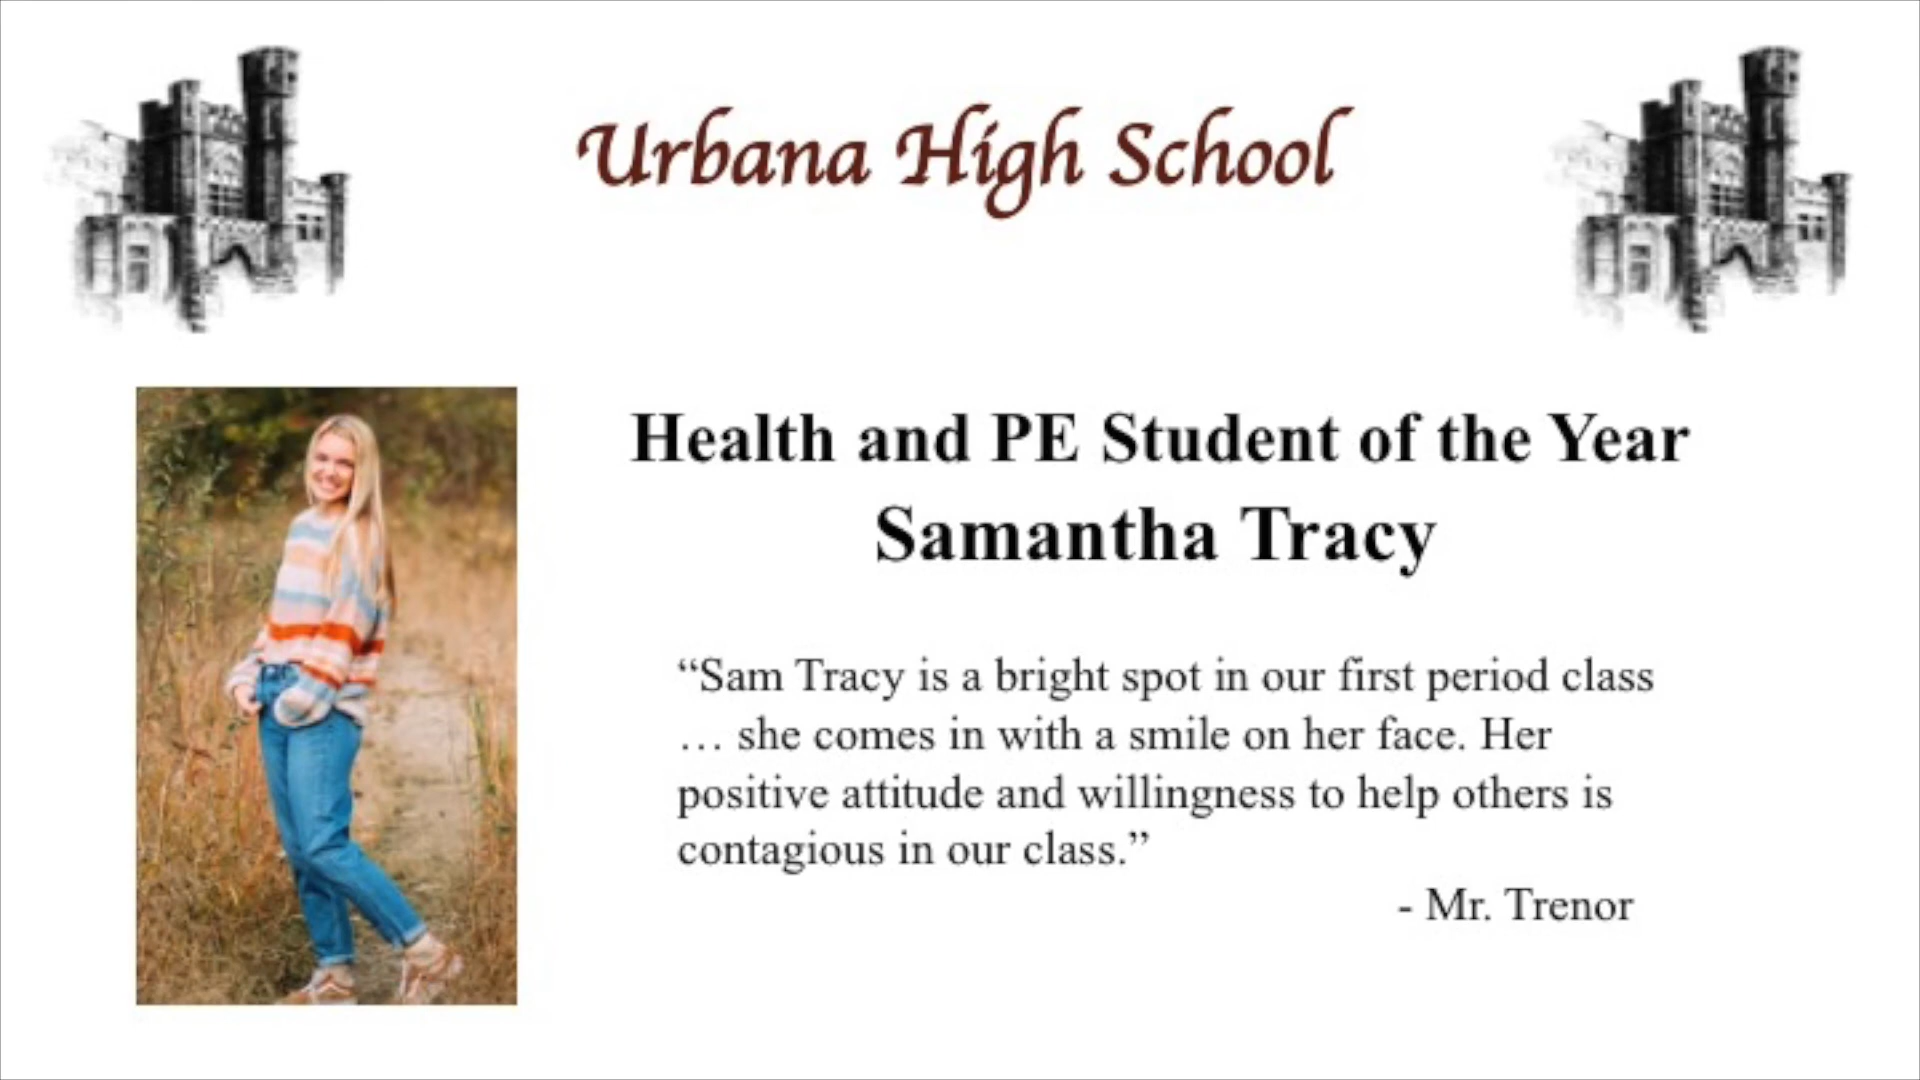 Urbana High School
Health and PE Student of the Year
Samantha Tracy
“Sam Tracy is a bright spot in our first period class
… she comes in with a smile on her face. Her
positive attitude and willingness to help others is
contagious in our class.”
- Mr. Trenor